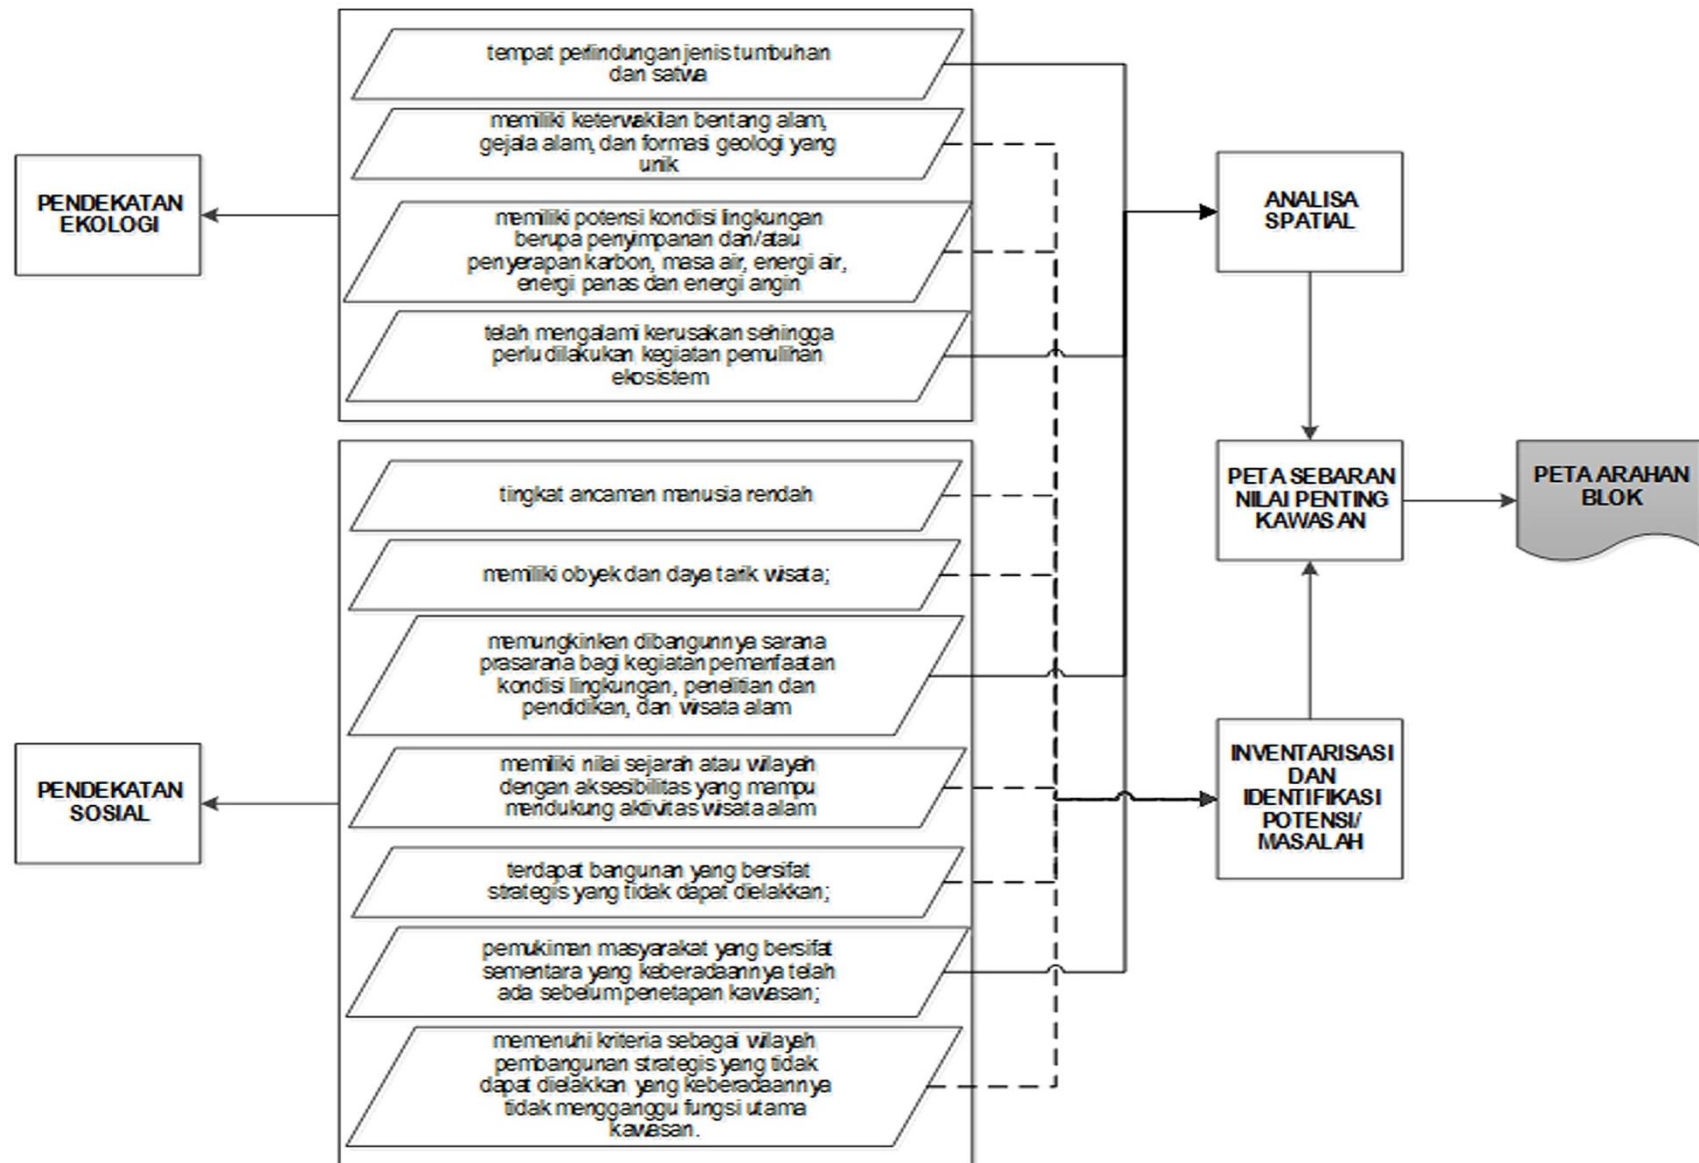 PENDEKATAN
EKOLOGI
tempat perlindungan jenis tumbuhan
dan satwa
memiliki keterwakilan bentang alam,
gejala alam, dan formasi geologi yang
unik
memiliki potensi kondisi lingkungan
berupa penyimpanan dan/atau
penyerapan karbon, masa air, energi air,
energi panas dan energi angin
telah mengalami kerusakan sehingga
perlu dilakukan kegiatan pemulihan
ekosistem
PENDEKATAN
SOSIAL
tingkat ancaman manusia rendah
memiliki obyek dan daya tarik wisata;
memungkinkan dibangunnya sarana
prasarana bagi kegiatan pemanfaatan
kondisi lingkungan, penelitian dan
pendidikan, dan wisata alam
memiliki nilai sejarah atau wilayah
dengan aksesibilitas yang mampu
mendukung aktivitas wisata alam
terdapat bangunan yang bersifat
strategis yang tidak dapat dielakkan;
pemukiman masyarakat yang bersifat
sementara yang keberadaannya telah
ada sebelum penetapan kawasan;
memenuhi kriteria sebagai wilayah
pembangunan strategis yang tidak
dapat dielakkan yang keberadaannya
tidak mengganggu fungsi utama
kawasan.
ANALISA
SPATIAL
PETA SEBARAN
NILAI PENTING
KAWASAN
INVENTARISASI
DAN
IDENTIFIKASI
POTENSI/
MASALAH
PETA ARAHAN
BLOK